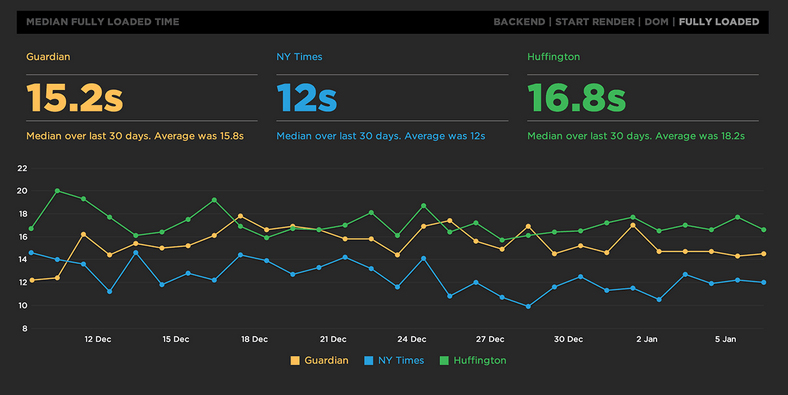 MEDIAN FULLY LOADED TIME
BACKEND | START RENDER | DOM | FULLY LOADED
Guardian
NY Times
Huffington
15.2s
12s
16.8s
Median over last 30 days. Average was 15.8s
Median over last 30 days. Average was 12s
Median over last 30 days. Average was 18.2s
22
20
18
16
14
12
10
8
12 Dec
15 Dec
18 Dec
21 Dec
24 Dec
27 Dec
30 Dec
2 Jan
5 Jan
Guardian
NY Times
Huffington